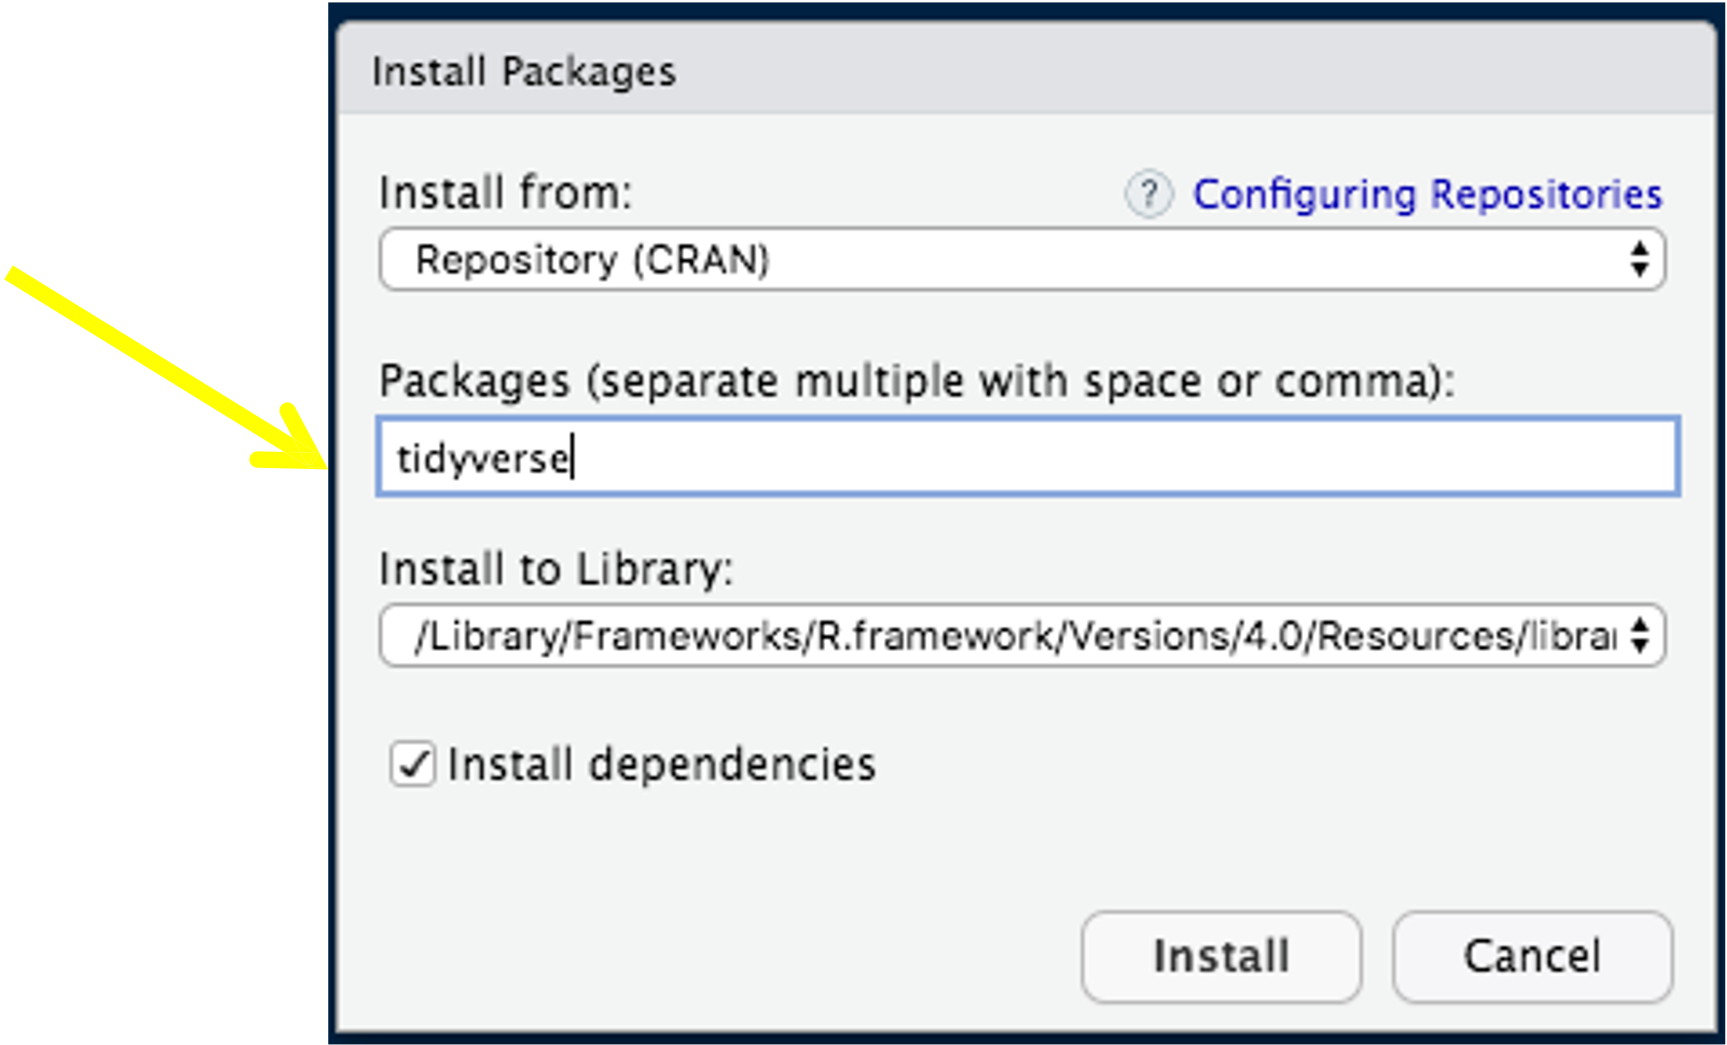 Install Packages
Install from:
? Configuring Repositories
Repository (CRAN)
Packages (separate multiple with space or comma):
tidyverse
Install to Library:
/Library/Frameworks/R.framework/Versions/4.0/Resources/librar
Install dependencies
Install
Cancel